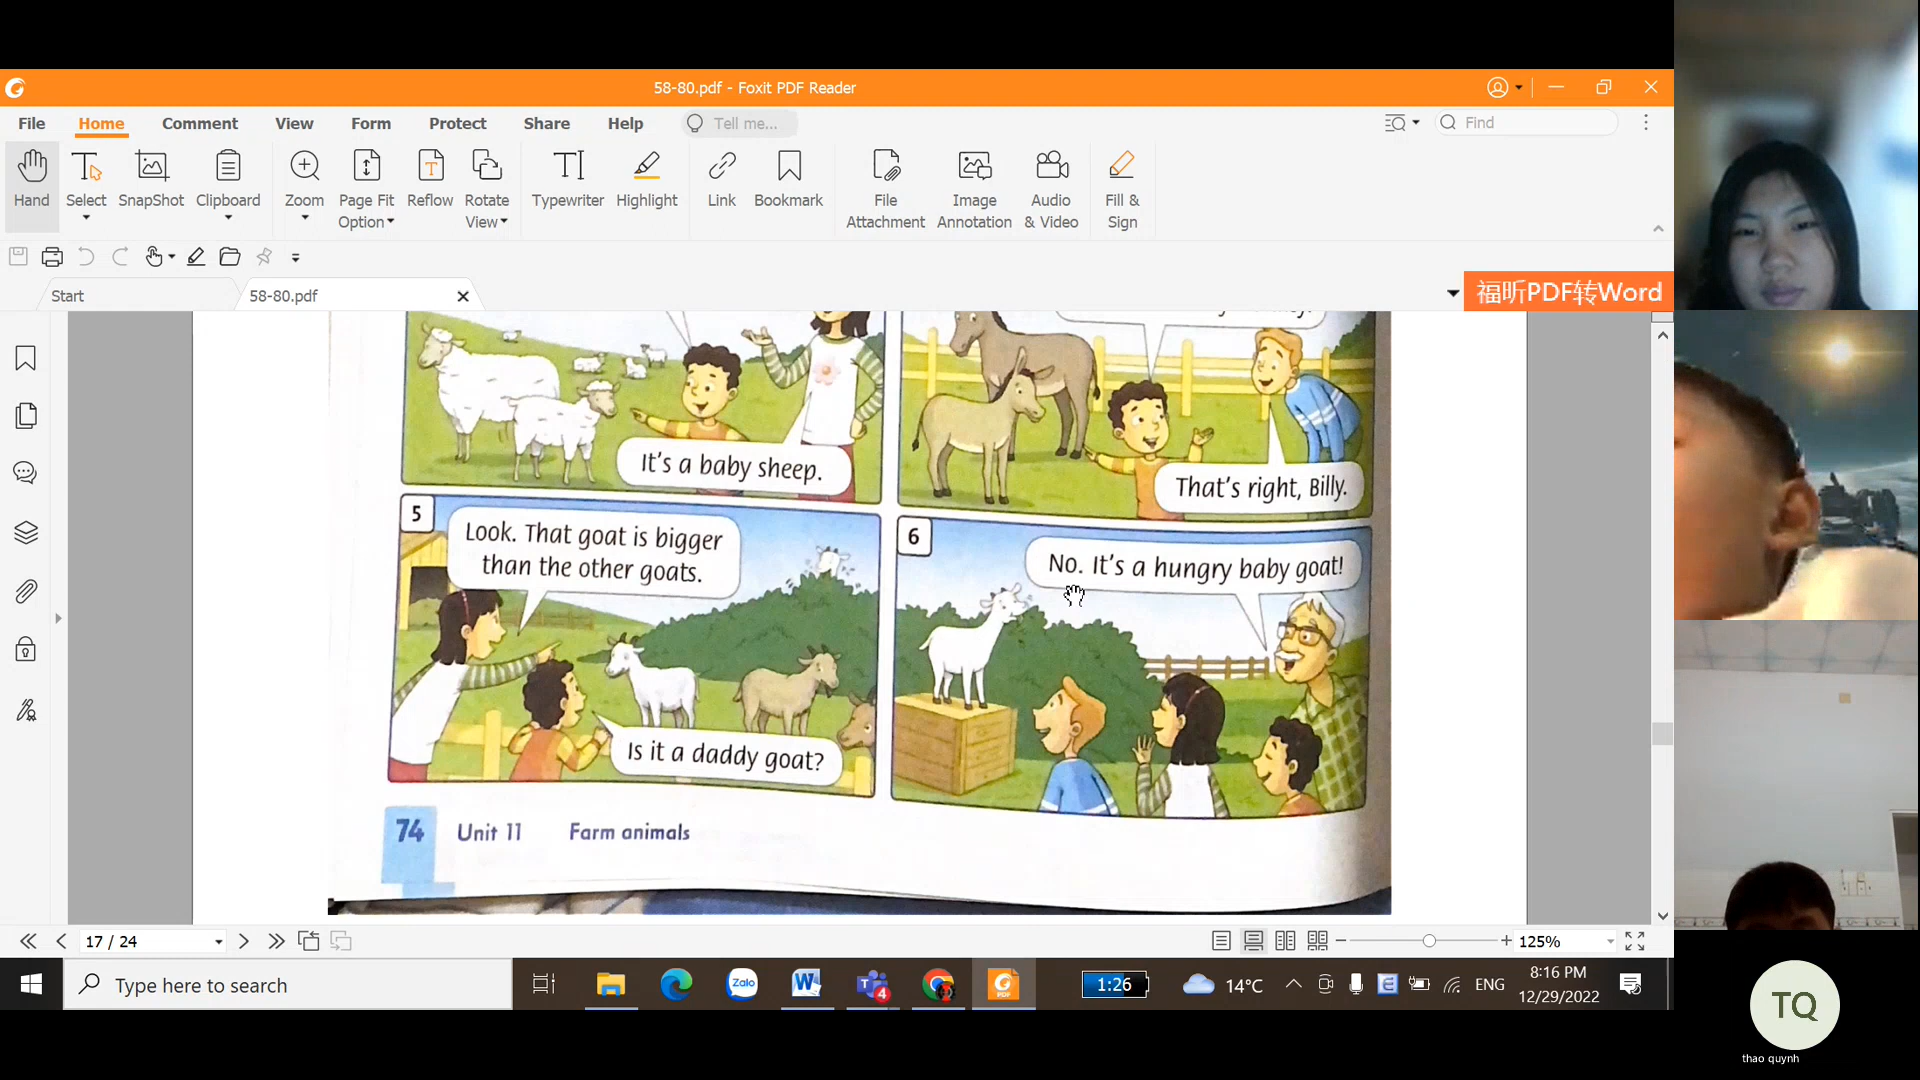 58-80.pdf - Foxit PDF Reader
File Home Comment View Form Protect Share Help Tell me... Find
Hand
Select
SnapShot
Clipboard
Zoom
Page Fit
Option
Reflow
Rotate
View
Typewriter
Highlight
Link
Bookmark
File
Attachment
Image
Annotation
Audio
& Video
Fill &
Sign
Start
58-80.pdf
福昕PDF转Word
It's a baby sheep.
That's right, Billy.
5
Look. That goat is bigger
than the other goats.
Is it a daddy goat?
6
No. It's a hungry baby goat!
74 Unit 11 Farm animals
17 / 24
125%
Type here to search
Zalo
4
PDF
1:26
14°C
ENG
8:16 PM
12/29/2022
TQ
thao quynh